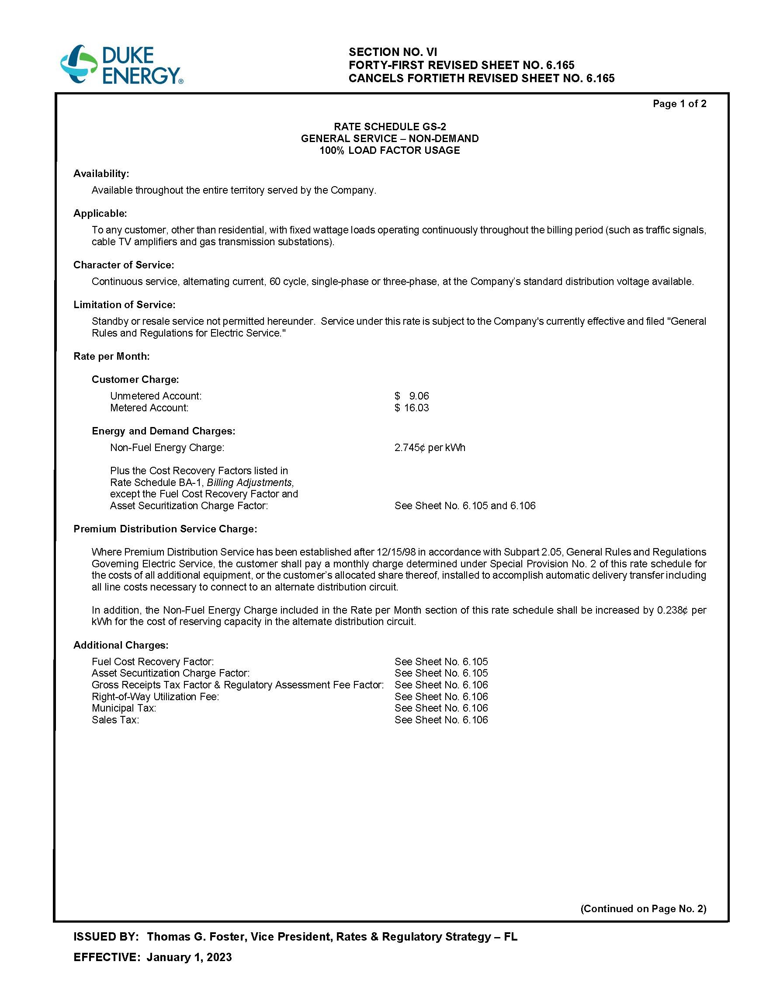 DUKE
ENERGY®
SECTION NO. VI
FORTY-FIRST REVISED SHEET NO. 6.165
CANCELS FORTIETH REVISED SHEET NO. 6.165
Page 1 of 2
RATE SCHEDULE GS-2
GENERAL SERVICE – NON-DEMAND
100% LOAD FACTOR USAGE
Availability:
Available throughout the entire territory served by the Company.
Applicable:
To any customer, other than residential, with fixed wattage loads operating continuously throughout the billing period (such as traffic signals,
cable TV amplifiers and gas transmission substations).
Character of Service:
Continuous service, alternating current, 60 cycle, single-phase or three-phase, at the Company’s standard distribution voltage available.
Limitation of Service:
Standby or resale service not permitted hereunder. Service under this rate is subject to the Company's currently effective and filed "General
Rules and Regulations for Electric Service."
Rate per Month:
Customer Charge:
Unmetered Account: $ 9.06
Metered Account: $ 16.03
Energy and Demand Charges:
Non-Fuel Energy Charge: 2.745¢ per kWh
Plus the Cost Recovery Factors listed in
Rate Schedule BA-1, Billing Adjustments,
except the Fuel Cost Recovery Factor and
Asset Securitization Charge Factor: See Sheet No. 6.105 and 6.106
Premium Distribution Service Charge:
Where Premium Distribution Service has been established after 12/15/98 in accordance with Subpart 2.05, General Rules and Regulations
Governing Electric Service, the customer shall pay a monthly charge determined under Special Provision No. 2 of this rate schedule for
the costs of all additional equipment, or the customer’s allocated share thereof, installed to accomplish automatic delivery transfer including
all line costs necessary to connect to an alternate distribution circuit.
In addition, the Non-Fuel Energy Charge included in the Rate per Month section of this rate schedule shall be increased by 0.238¢ per
kWh for the cost of reserving capacity in the alternate distribution circuit.
Additional Charges:
Fuel Cost Recovery Factor: See Sheet No. 6.105
Asset Securitization Charge Factor: See Sheet No. 6.105
Gross Receipts Tax Factor & Regulatory Assessment Fee Factor: See Sheet No. 6.106
Right-of-Way Utilization Fee: See Sheet No. 6.106
Municipal Tax: See Sheet No. 6.106
Sales Tax: See Sheet No. 6.106
(Continued on Page No. 2)
ISSUED BY: Thomas G. Foster, Vice President, Rates & Regulatory Strategy – FL
EFFECTIVE: January 1, 2023